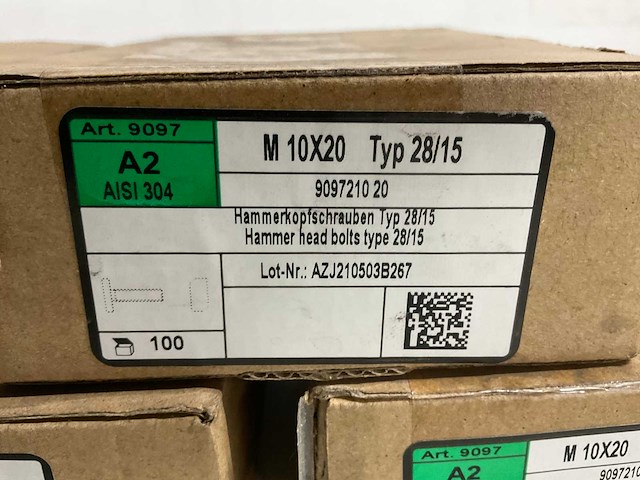 Art. 9097
A2
AISI 304
M 10X20 Typ 28/15
9097210 20
Hammerkopfschrauben Typ 28/15
Hammer head bolts type 28/15
Lot-Nr.: AZJ210503B267
100
Art. 9097
A2
M 10X20
9097210